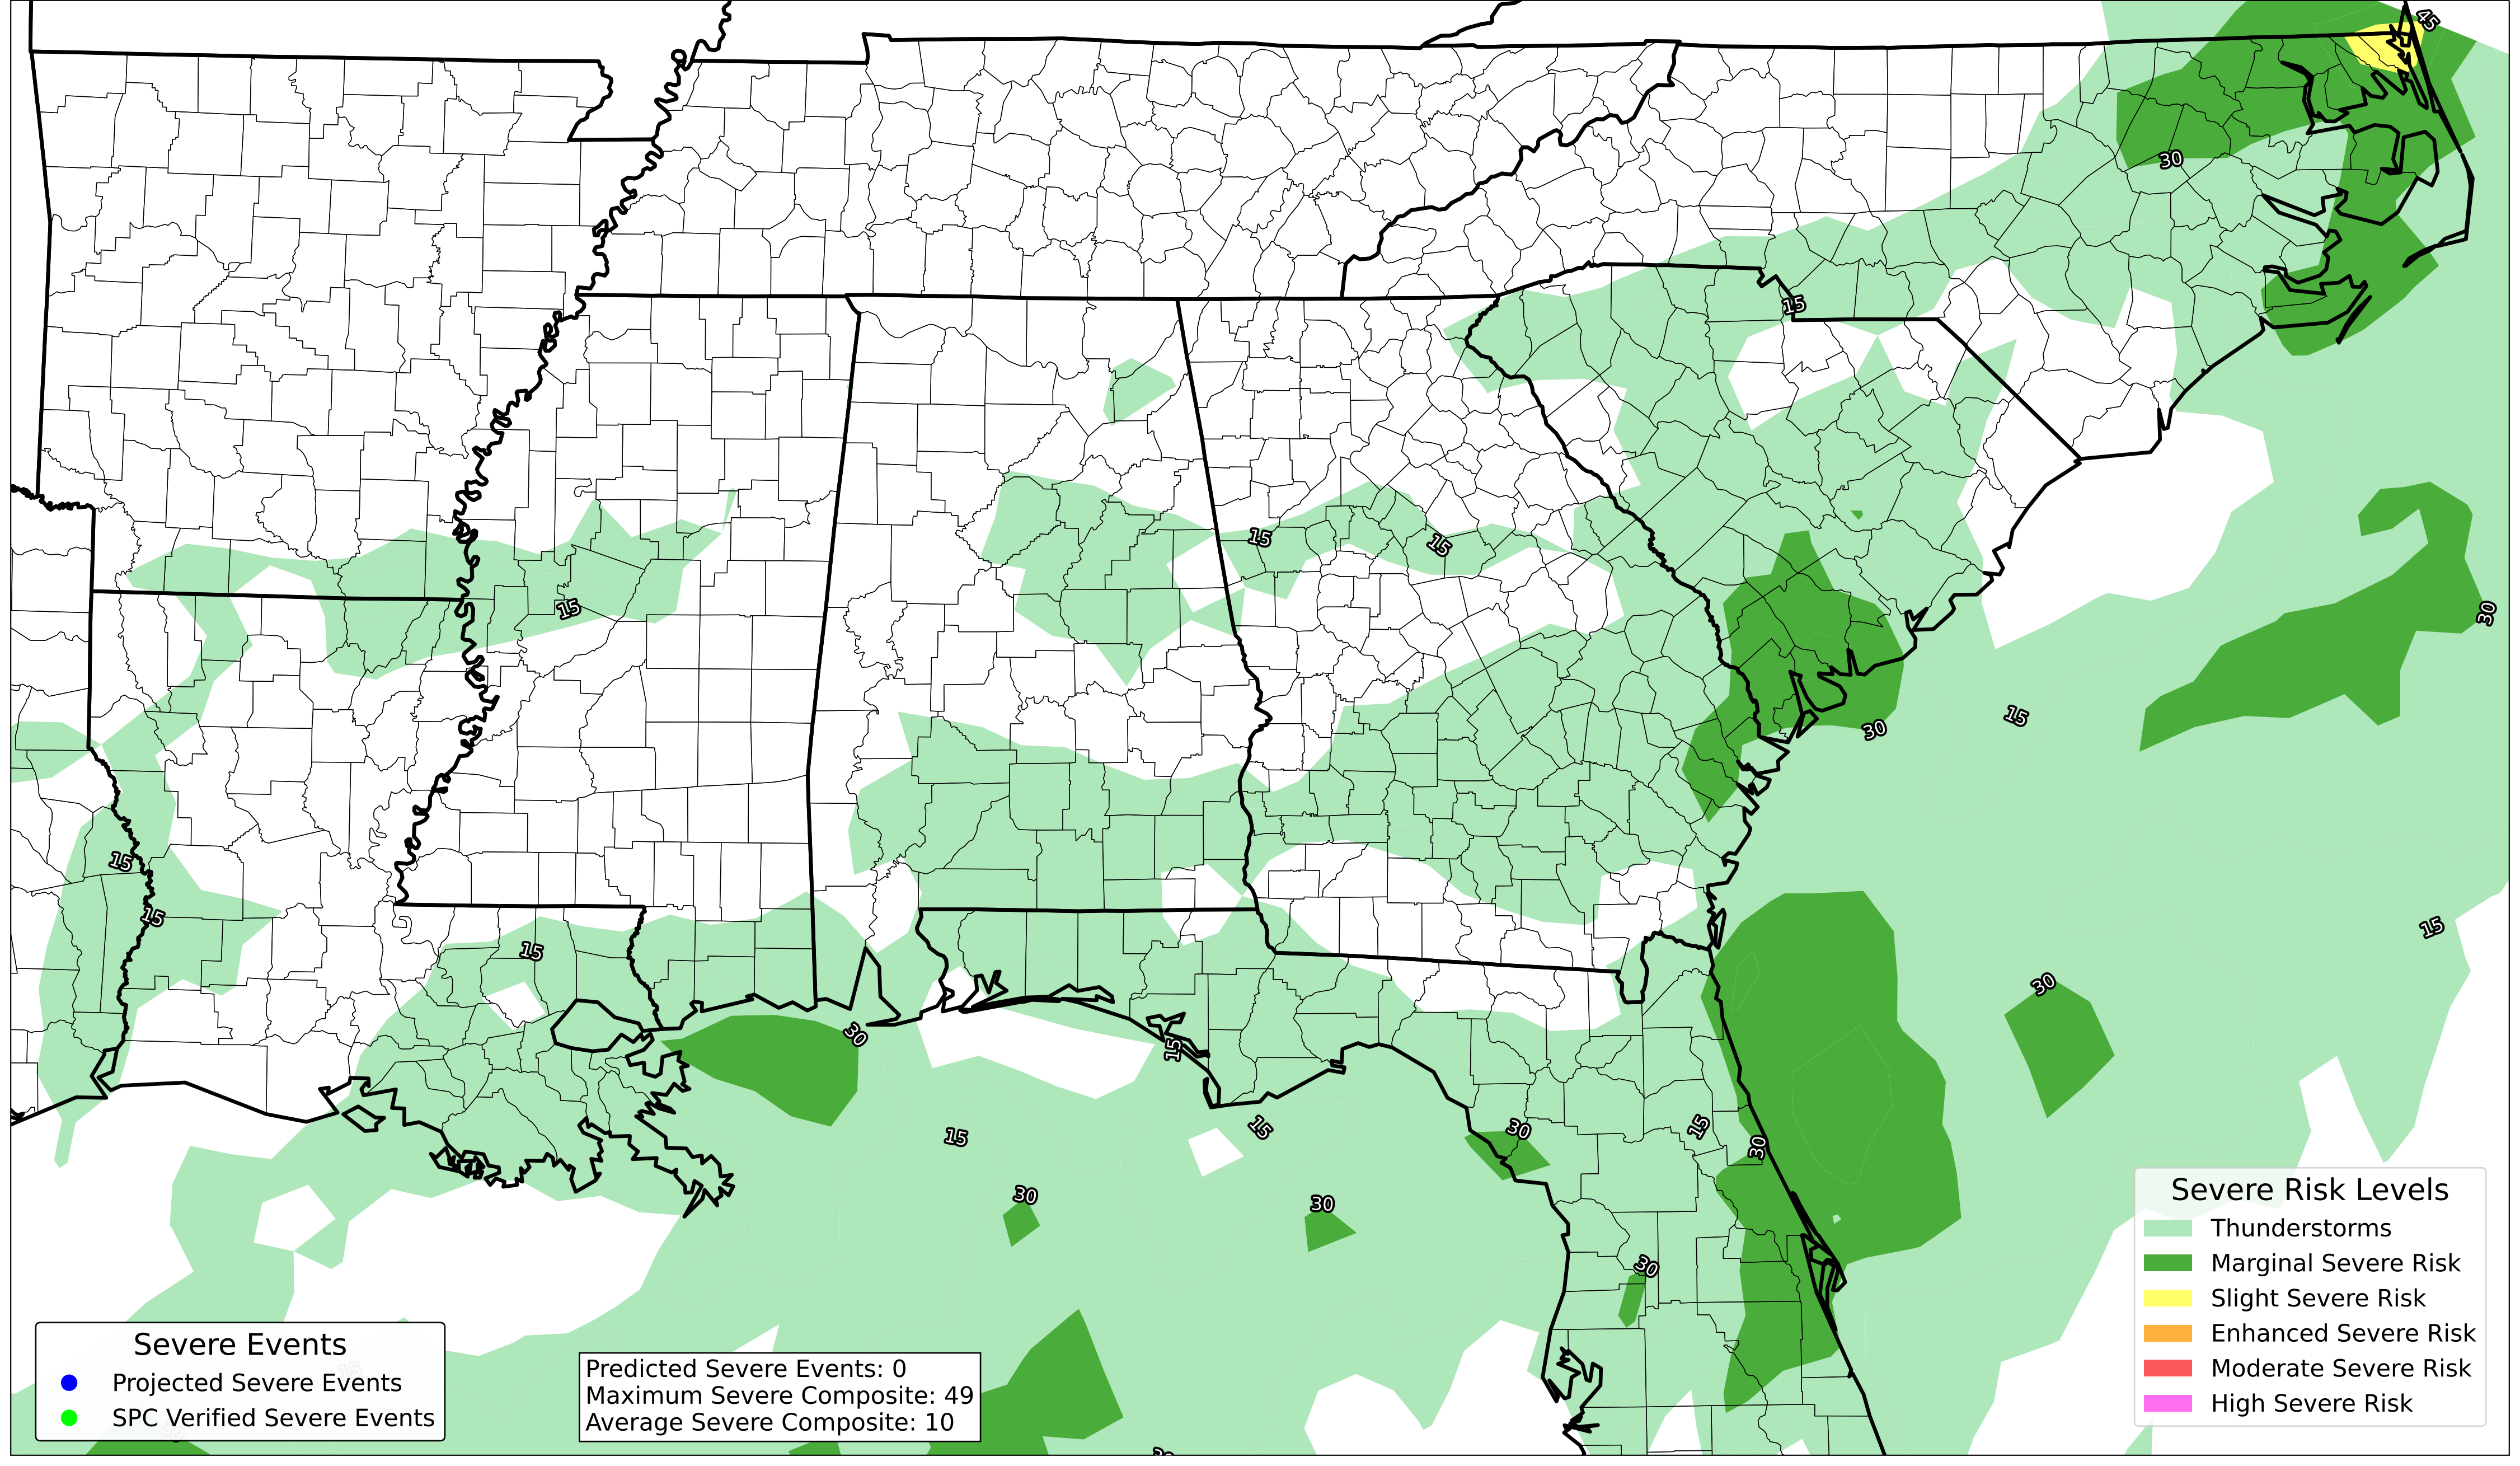 45
30
15
15
15
30
15
15
30
15
15
15
15
30
30
15
15
15
30
15
30
30
30
30
15
30
30
Severe Risk Levels
Thunderstorms
Marginal Severe Risk
Slight Severe Risk
Enhanced Severe Risk
Moderate Severe Risk
High Severe Risk
Severe Events
Projected Severe Events
SPC Verified Severe Events
Predicted Severe Events: 0
Maximum Severe Composite: 49
Average Severe Composite: 10